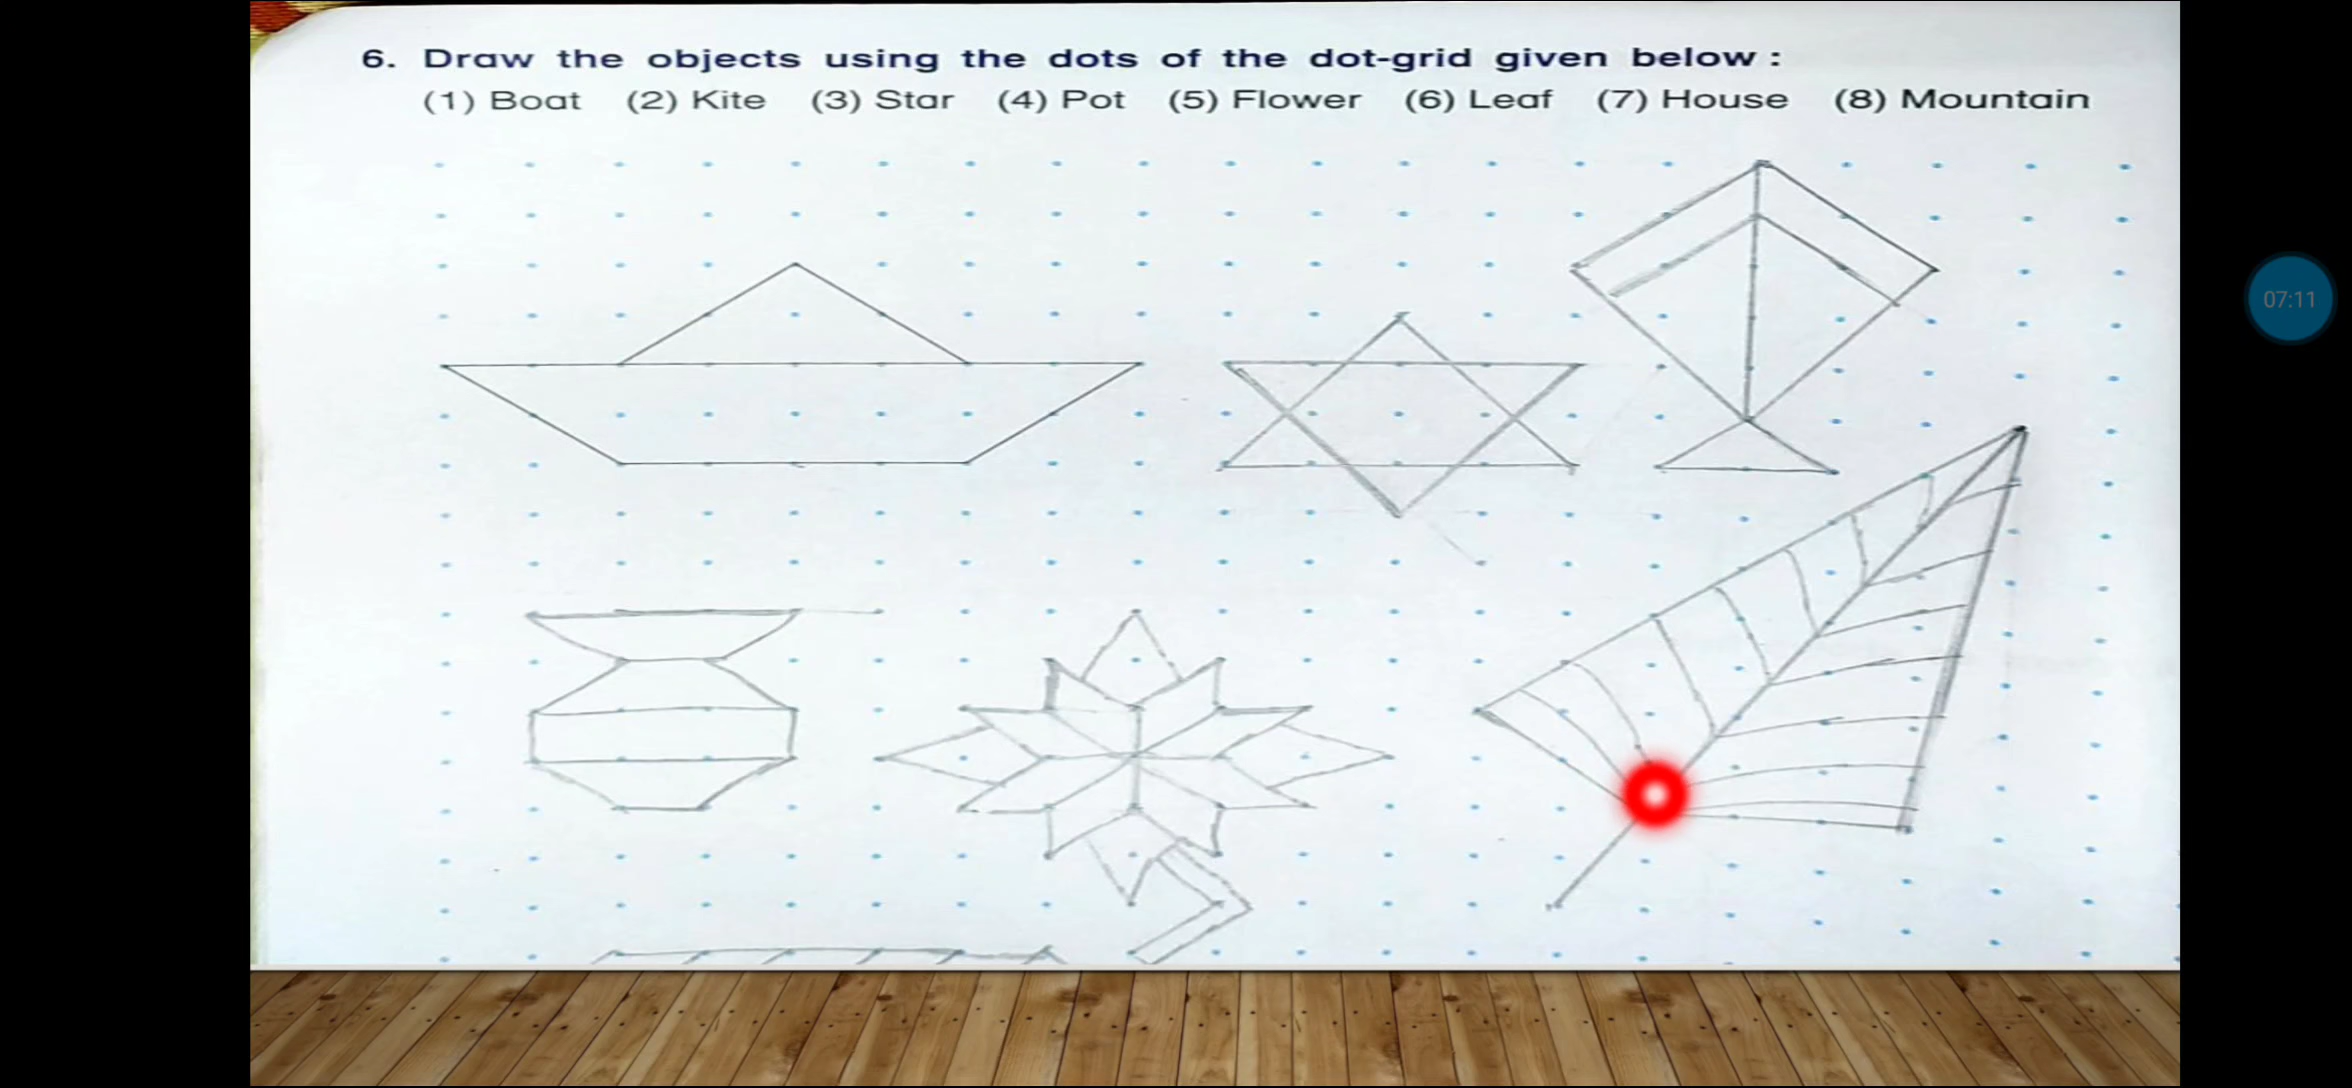 6. Draw the objects using the dots of the dot-grid given below :
(1) Boat (2) Kite (3) Star (4) Pot (5) Flower (6) Leaf (7) House (8) Mountain
07:11